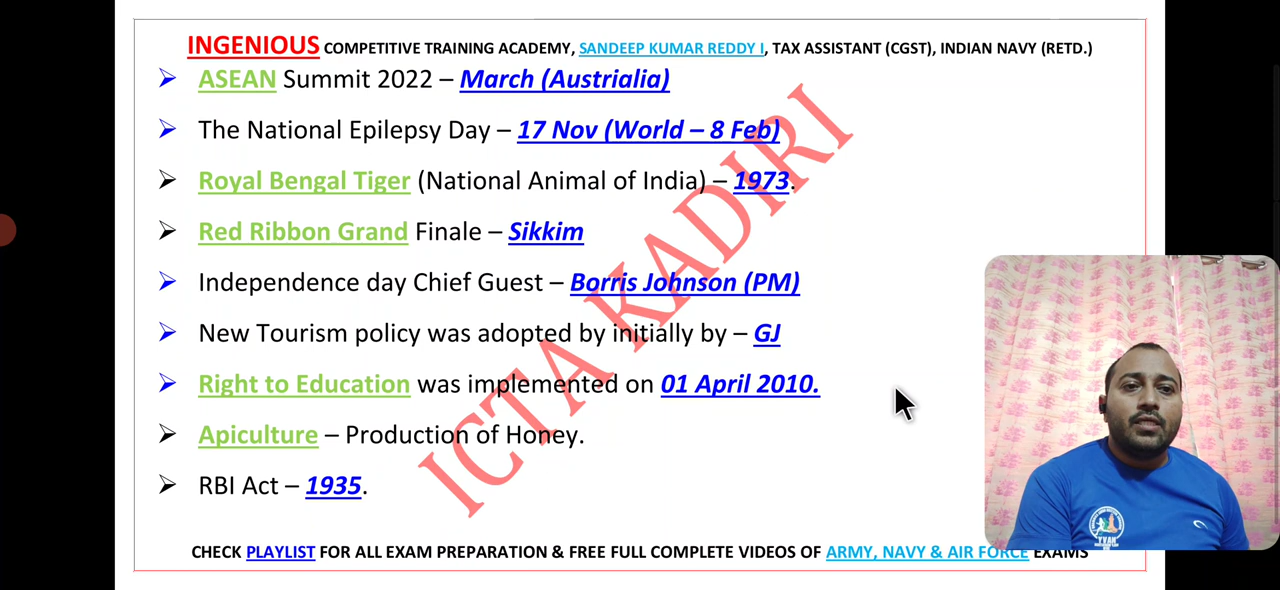 INGENIOUS COMPETITIVE TRAINING ACADEMY, SANDEEP KUMAR REDDY I, TAX ASSISTANT (CGST), INDIAN NAVY (RETD.)
ASEAN Summit 2022 – March (Austrialia)
The National Epilepsy Day – 17 Nov (World – 8 Feb)
Royal Bengal Tiger (National Animal of India) – 1973.
Red Ribbon Grand Finale – Sikkim
Independence day Chief Guest – Borris Johnson (PM)
New Tourism policy was adopted by initially by – GJ
Right to Education was implemented on 01 April 2010.
Apiculture – Production of Honey.
RBI Act – 1935.
ICTA KADIRI
CHECK PLAYLIST FOR ALL EXAM PREPARATION & FREE FULL COMPLETE VIDEOS OF ARMY, NAVY & AIR FORCE EXAMS